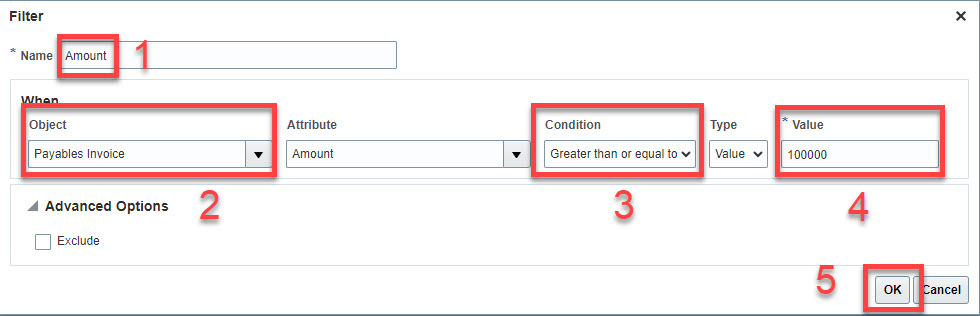 Filter
* Name Amount 1
When
Object Attribute Condition Type * Value
Payables Invoice Amount Greater than or equal to Value 100000
2 3 4
Advanced Options
Exclude
5 OK Cancel